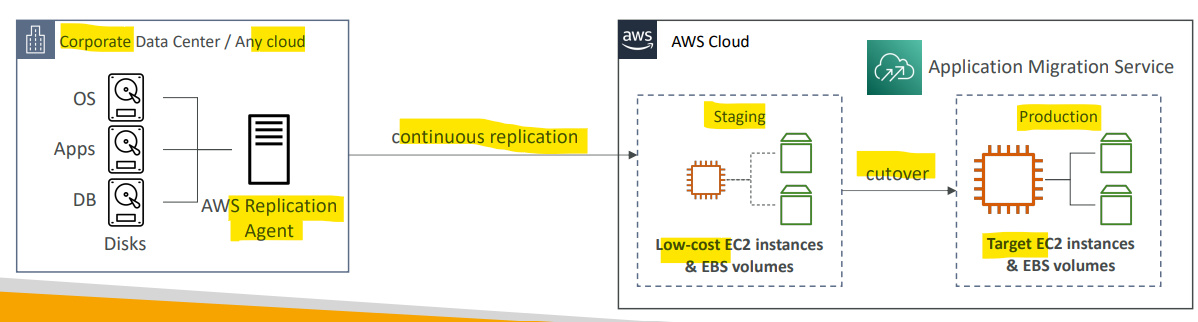 Corporate Data Center / Any cloud
OS
Apps
DB
Disks
AWS Replication
Agent
continuous replication
aws
AWS Cloud
Application Migration Service
Staging
Low-cost EC2 instances
& EBS volumes
cutover
Production
Target EC2 instances
& EBS volumes